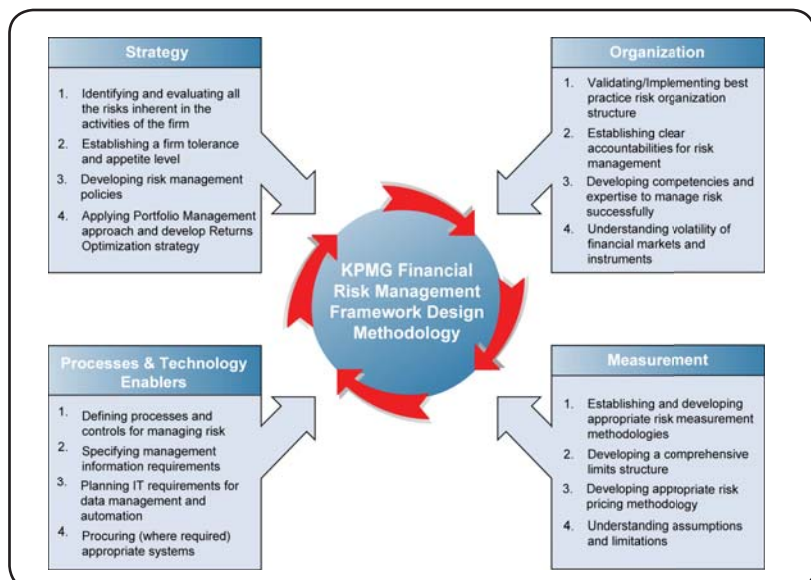 Strategy
1. Identifying and evaluating all
the risks inherent in the
activities of the firm
2. Establishing a firm tolerance
and appetite level
3. Developing risk management
policies
4. Applying Portfolio Management
approach and develop Returns
Optimization strategy
Organization
1. Validating/Implementing best
practice risk organization
structure
2. Establishing clear
accountabilities for risk
management
3. Developing competencies and
expertise to manage risk
successfully
4. Understanding volatility of
financial markets and
instruments
KPMG Financial
Risk Management
Framework Design
Methodology
Processes & Technology
Enablers
1. Defining processes and
controls for managing risk
2. Specifying management
information requirements
3. Planning IT requirements for
data management and
automation
4. Procuring (where required)
appropriate systems
Measurement
1. Establishing and developing
appropriate risk measurement
methodologies
2. Developing a comprehensive
limits structure
3. Developing appropriate risk
pricing methodology
4. Understanding assumptions
and limitations